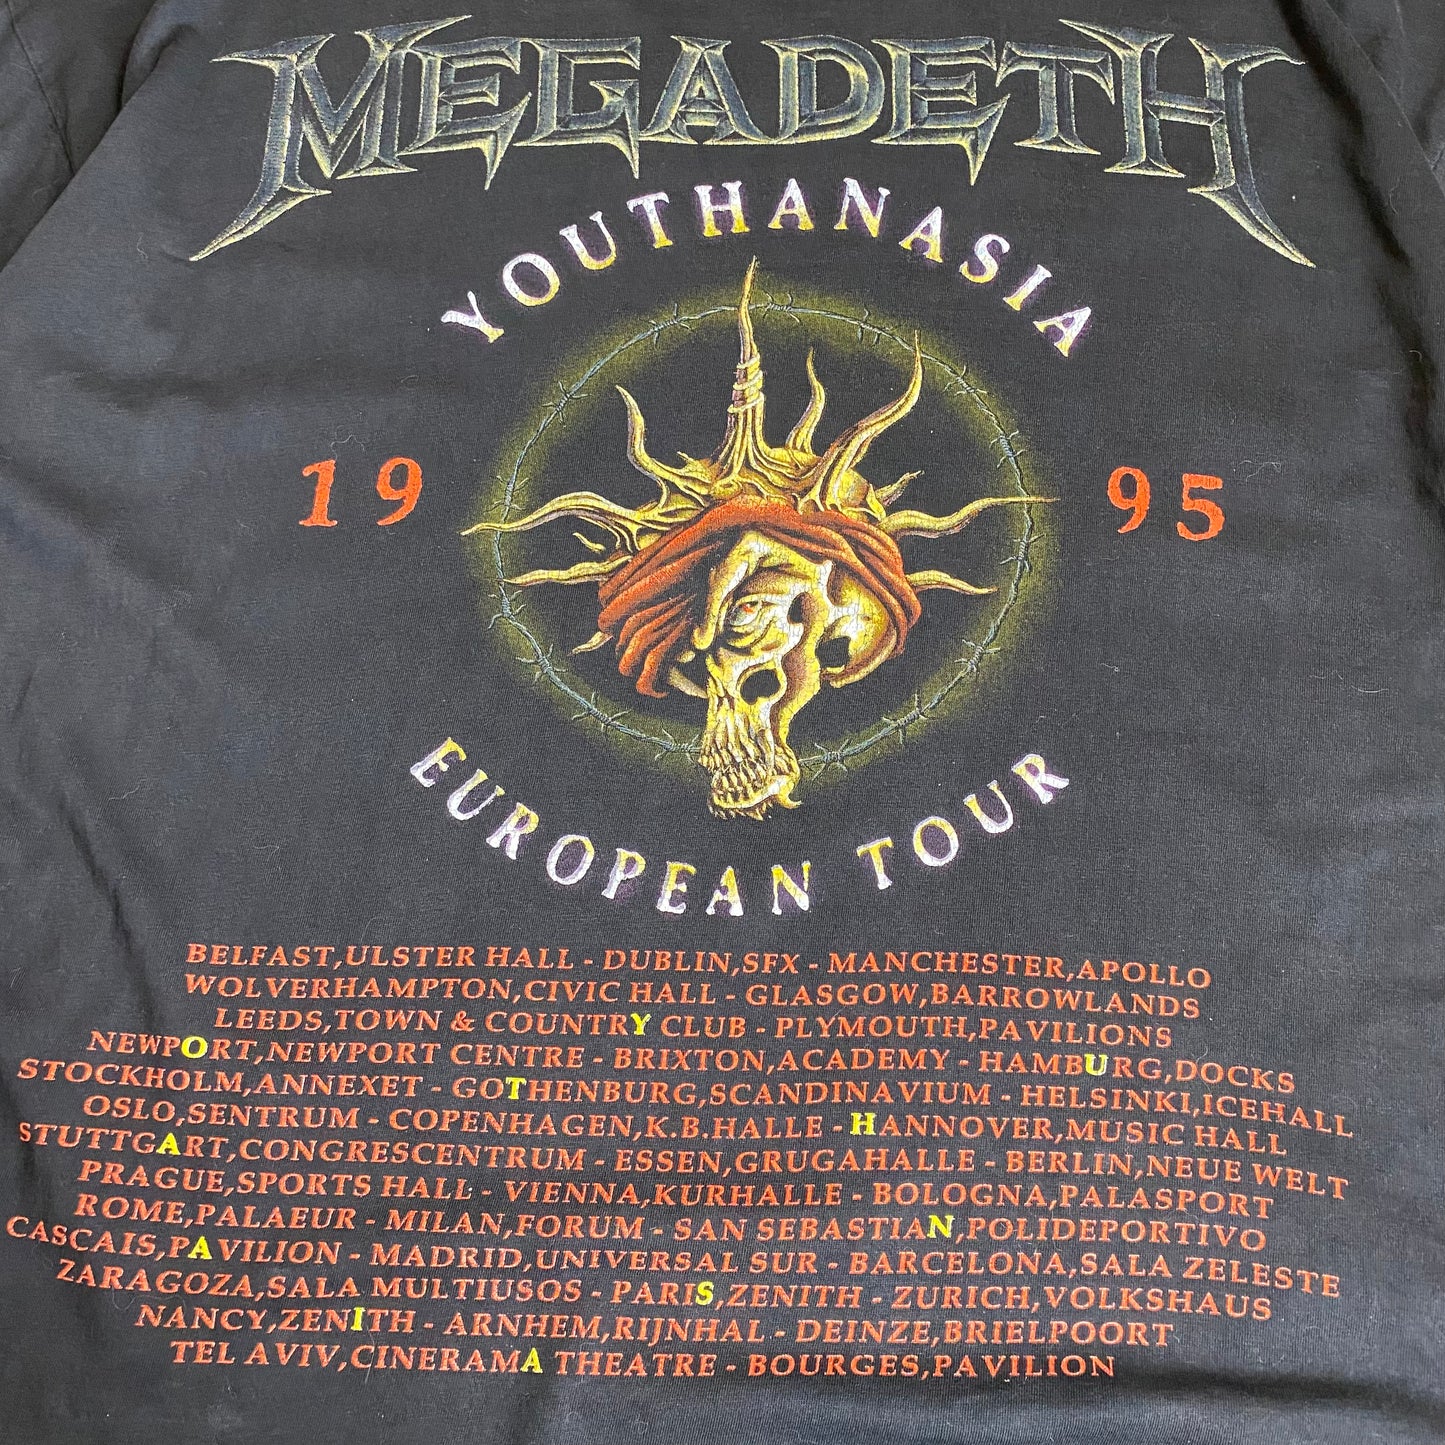 MEGADETH
YOUTHANASIA
19 95
EUROPEAN TOUR
BELFAST,ULSTER HALL - DUBLIN,SFX - MANCHESTER,APOLLO
WOLVERHAMPTON,CIVIC HALL - GLASGOW,BARROWLANDS
LEEDS,TOWN & COUNTRY CLUB - PLYMOUTH,PAVILIONS
NEWPORT,NEWPORT CENTRE - BRIXTON,ACADEMY - HAMBURG,DOCKS
STOCKHOLM,ANNEXET - GOTHENBURG,SCANDINAVIUM - HELSINKI,ICEHALL
OSLO,SENTRUM - COPENHAGEN,K.B.HALLE - HANNOVER,MUSIC HALL
STUTTGART,CONGRESCENTRUM - ESSEN,GRUGAHALLE - BERLIN,NEUE WELT
PRAGUE,SPORTS HALL - VIENNA,KURHALLE - BOLOGNA,PALASPORT
ROME,PALAEUR - MILAN,FORUM - SAN SEBASTIAN,POLIDEPORTIVO
CASCAIS,PAVILION - MADRID,UNIVERSAL SUR - BARCELONA,SALA ZELESTE
ZARAGOZA,SALA MULTIUSOS - PARIS,ZENITH - ZURICH,VOLKSHAUS
NANCY,ZENITH - ARNHEM,RIJNHAL - DEINZE,BRIELPOORT
TEL AVIV,CINERAMA THEATRE - BOURGES,PAVILION